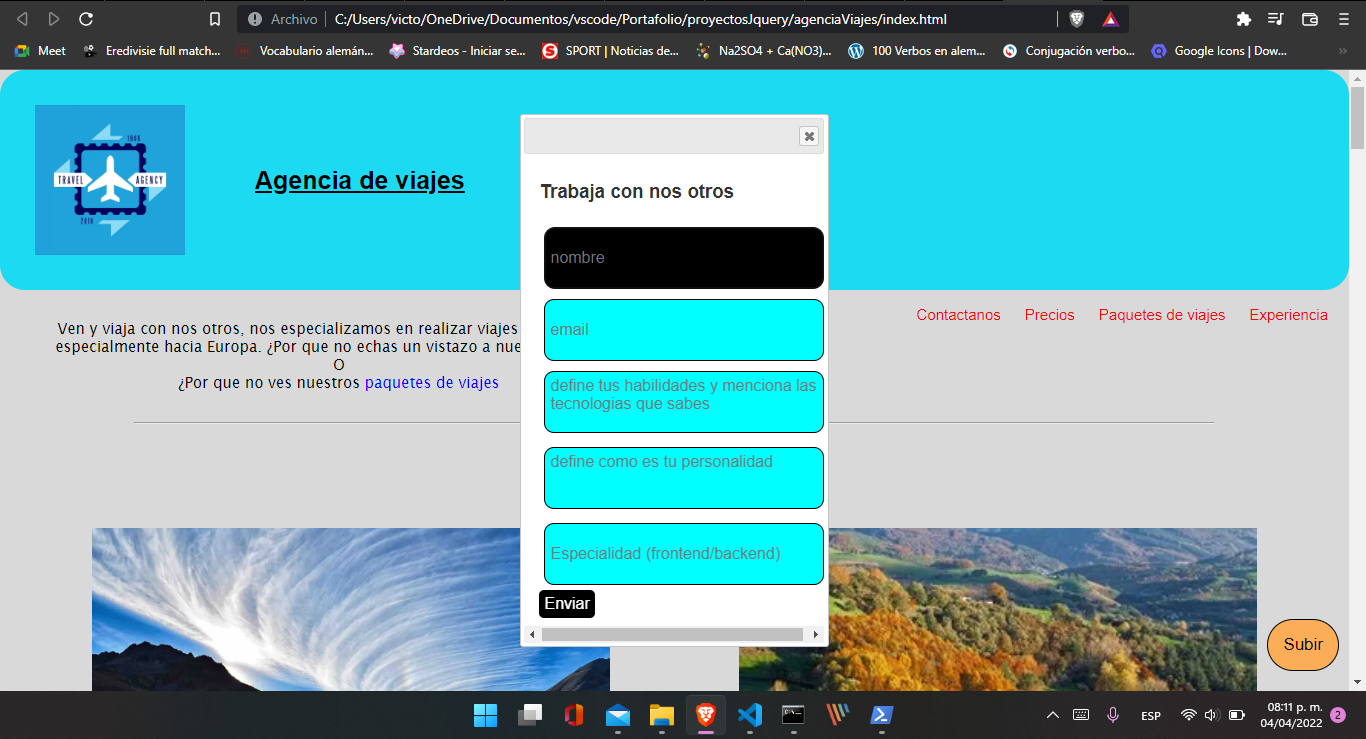 Archivo
C:/Users/victo/OneDrive/Documentos/vscode/Portafolio/proyectosJquery/agenciaViajes/index.html
Meet
Eredivisie full match...
Vocabulario alemán...
Stardeos - Iniciar se...
SPORT | Noticias de...
Na2SO4 + Ca(NO3)...
100 Verbos en alem...
Conjugación verbo...
Google Icons | Dow...
»
1986
TRAVEL AGENCY
2016
Agencia de viajes
Trabaja con nos otros
nombre
email
define tus habilidades y menciona las
tecnologias que sabes
define como es tu personalidad
Especialidad (frontend/backend)
Enviar
Contactanos Precios Paquetes de viajes Experiencia
Ven y viaja con nos otros, nos especializamos en realizar viajes
especialmente hacia Europa. ¿Por que no echas un vistazo a nue
O
¿Por que no ves nuestros paquetes de viajes
Subir
ESP
08:11 p. m.
04/04/2022
2